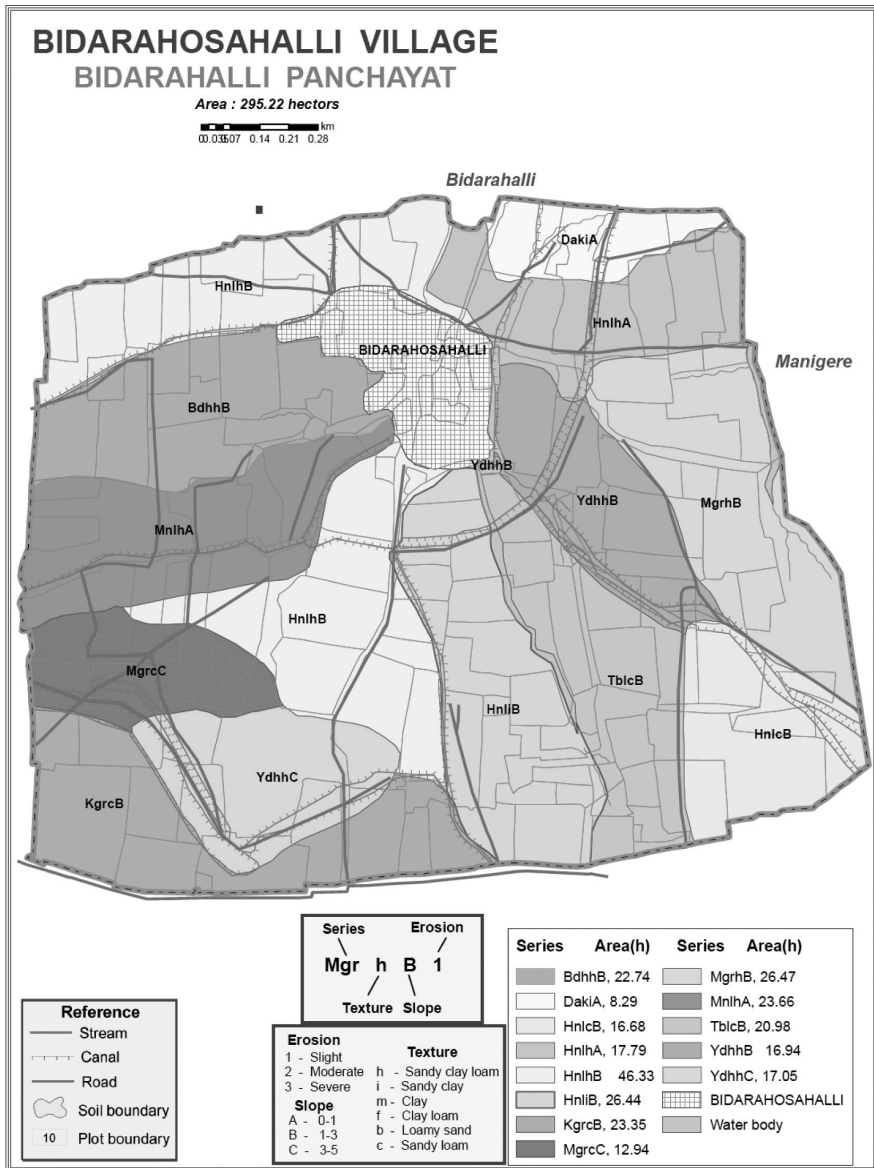 BIDARAHOSAHALLI VILLAGE
BIDARAHALLI PANCHAYAT
Area : 295.22 hectors
km
0.14 0.21 0.28
Bidarahalli
DakiA
HnlhB
HnlhA
BIDARAHOSAHALLI
Manigere
BdhhB
YdhhB
YdhhB
MgrhB
MnlhA
HnlhB
MgrcC
TblcB
HnliB
HnlcB
YdhhC
KgrcB
Series Erosion
Mgr h B 1
Texture Slope
Reference
Stream
Canal
Road
Soil boundary
10 Plot boundary
Erosion
1 - Slight
2 - Moderate
3 - Severe
Slope
A - 0-1
B - 1-3
C - 3-5
Texture
h - Sandy clay loam
i - Sandy clay
m - Clay
f - Clay loam
b - Loamy sand
c - Sandy loam
Series Area(h) Series Area(h)
BdhhB, 22.74 MgrhB, 26.47
DakiA, 8.29 MnlhA, 23.66
HnlcB, 16.68 TblcB, 20.98
HnlhA, 17.79 YdhhB 16.94
HnlhB 46.33 YdhhC, 17.05
HnliB, 26.44 BIDARAHOSAHALLI
KgrcB, 23.35 Water body
MgrcC, 12.94